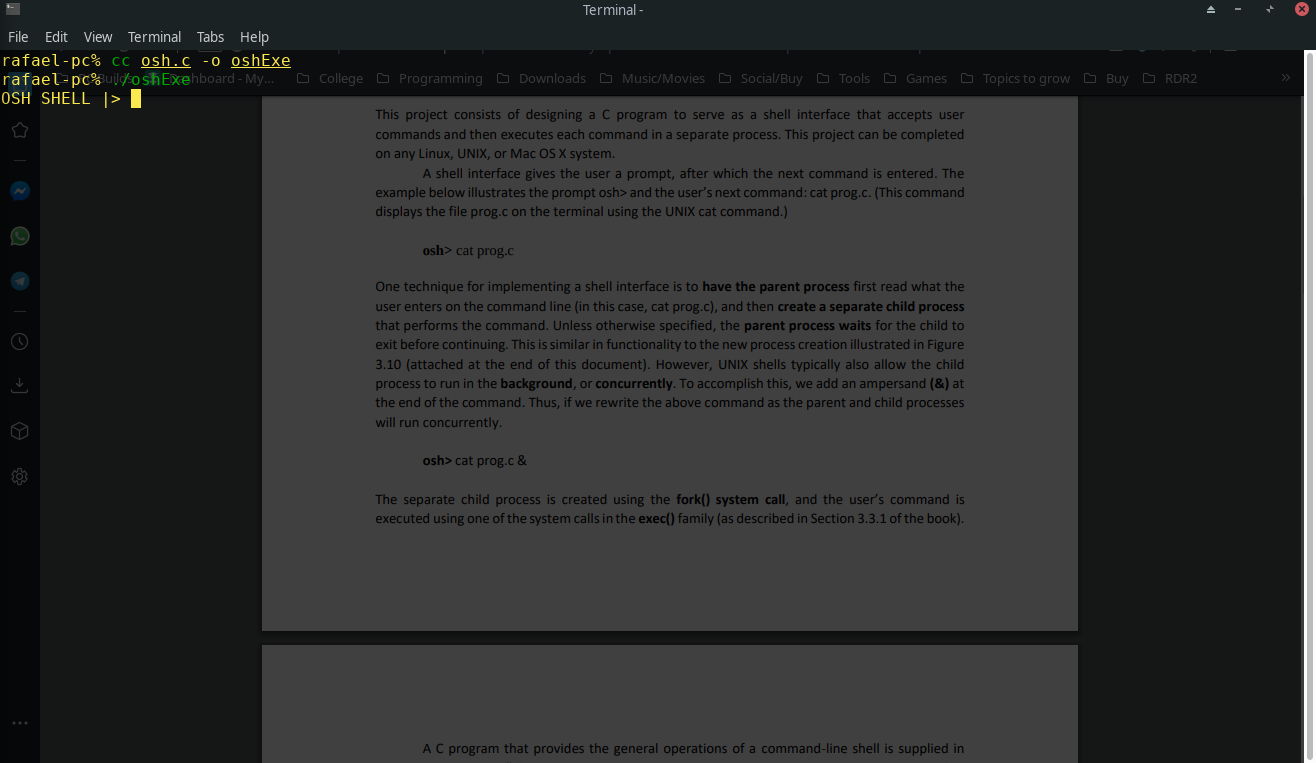 Terminal -
File Edit View Terminal Tabs Help
rafael-pc% cc osh.c -o oshExe
rafael-pc% ./oshExe
Dashboard - My... College Programming Downloads Music/Movies Social/Buy Tools Games Topics to grow Buy RDR2 »
OSH SHELL |>
This project consists of designing a C program to serve as a shell interface that accepts user
commands and then executes each command in a separate process. This project can be completed
on any Linux, UNIX, or Mac OS X system.
A shell interface gives the user a prompt, after which the next command is entered. The
example below illustrates the prompt osh> and the user’s next command: cat prog.c. (This command
displays the file prog.c on the terminal using the UNIX cat command.)
osh> cat prog.c
One technique for implementing a shell interface is to have the parent process first read what the
user enters on the command line (in this case, cat prog.c), and then create a separate child process
that performs the command. Unless otherwise specified, the parent process waits for the child to
exit before continuing. This is similar in functionality to the new process creation illustrated in Figure
3.10 (attached at the end of this document). However, UNIX shells typically also allow the child
process to run in the background, or concurrently. To accomplish this, we add an ampersand (&) at
the end of the command. Thus, if we rewrite the above command as the parent and child processes
will run concurrently.
osh> cat prog.c &
The separate child process is created using the fork() system call, and the user’s command is
executed using one of the system calls in the exec() family (as described in Section 3.3.1 of the book).
A C program that provides the general operations of a command-line shell is supplied in